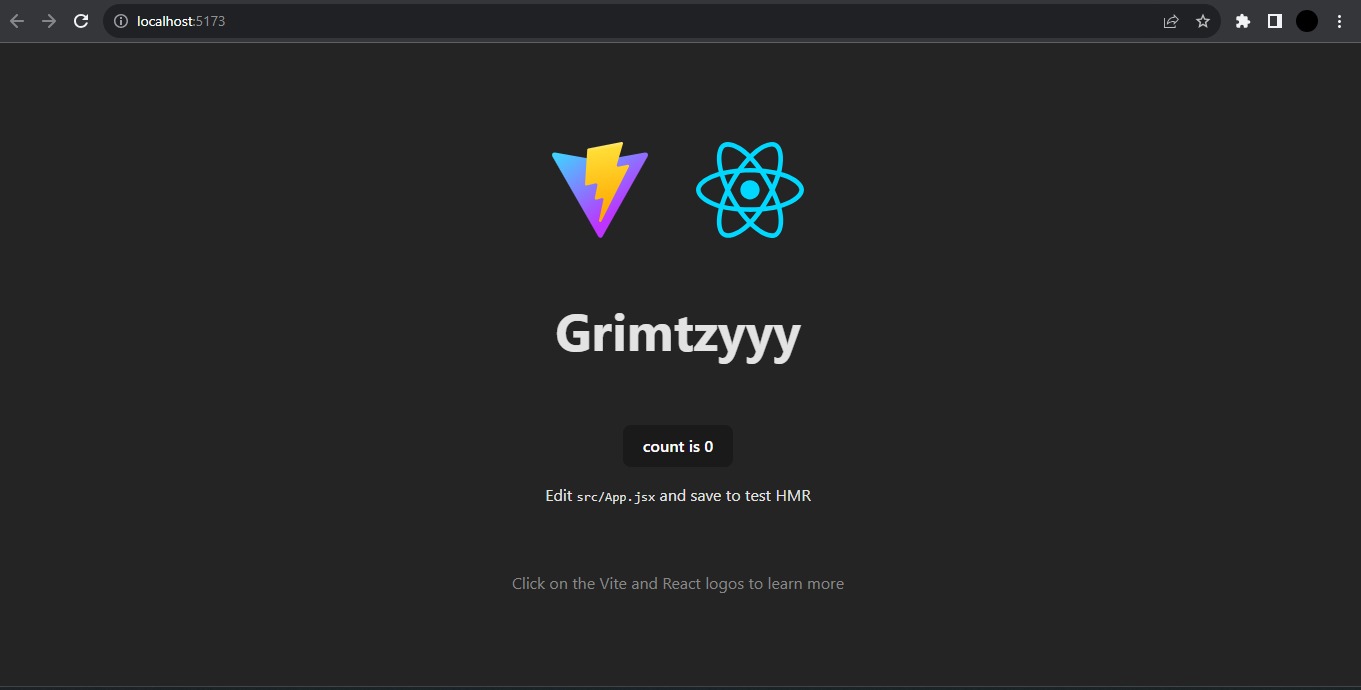 localhost:5173
Grimtzyyy
count is 0
Edit src/App.jsx and save to test HMR
Click on the Vite and React logos to learn more